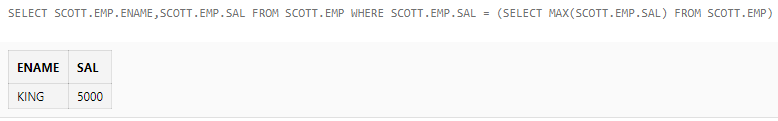 SELECT SCOTT.EMP.ENAME,SCOTT.EMP.SAL FROM SCOTT.EMP WHERE SCOTT.EMP.SAL = (SELECT MAX(SCOTT.EMP.SAL) FROM SCOTT.EMP)
ENAME SAL
KING 5000